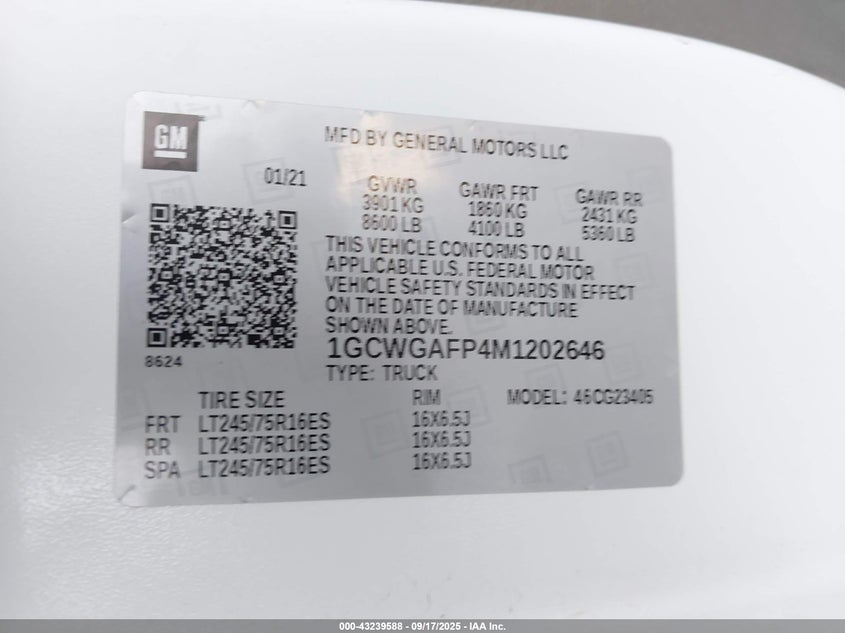 GM
MFD BY GENERAL MOTORS LLC
01/21
GVWR GAWR FRT GAWR RR
3901 KG 1860 KG 2431 KG
8600 LB 4100 LB 5360 LB
THIS VEHICLE CONFORMS TO ALL
APPLICABLE U.S. FEDERAL MOTOR
VEHICLE SAFETY STANDARDS IN EFFECT
ON THE DATE OF MANUFACTURE
SHOWN ABOVE.
8624
1GCWGAFP4M1202646
TYPE: TRUCK
TIRE SIZE RIM MODEL: 46CG23405
FRT LT245/75R16ES 16X6.5J
RR LT245/75R16ES 16X6.5J
SPA LT245/75R16ES 16X6.5J
000-43239588 - 09/17/2025 - IAA Inc.